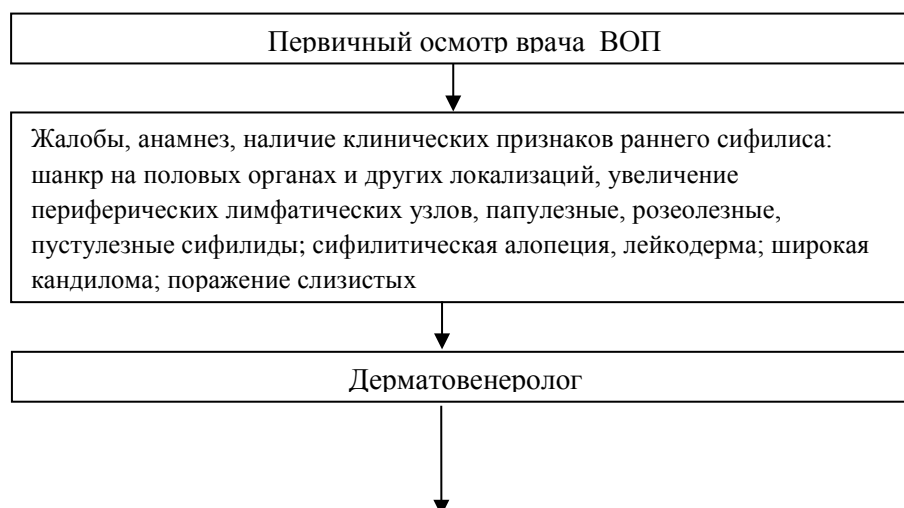 Первичный осмотр врача ВОП
Жалобы, анамнез, наличие клинических признаков раннего сифилиса:
шанкр на половых органах и других локализаций, увеличение
периферических лимфатических узлов, папулезные, розеолезные,
пустулезные сифилиды; сифилитическая алопеция, лейкодерма; широкая
кандилома; поражение слизистых
Дерматовенеролог